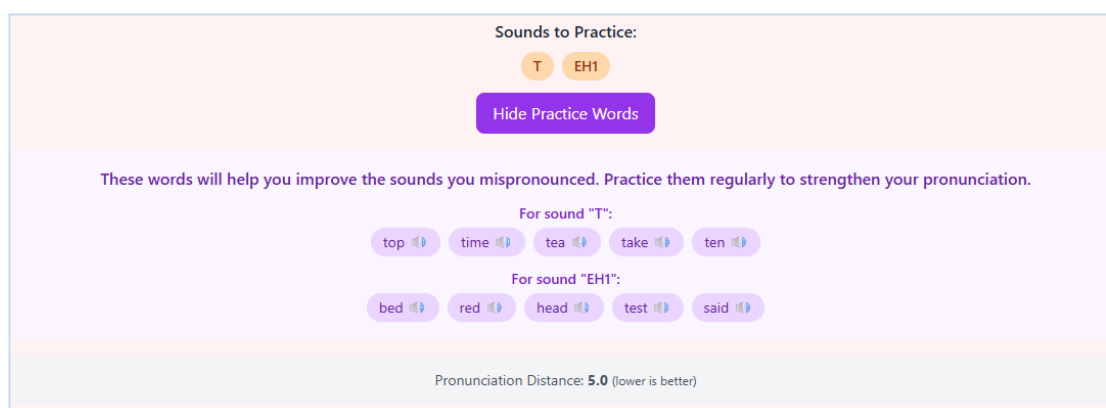 Sounds to Practice:
T EH1
Hide Practice Words
These words will help you improve the sounds you mispronounced. Practice them regularly to strengthen your pronunciation.
For sound "T":
top time tea take ten
For sound "EH1":
bed red head test said
Pronunciation Distance: 5.0 (lower is better)